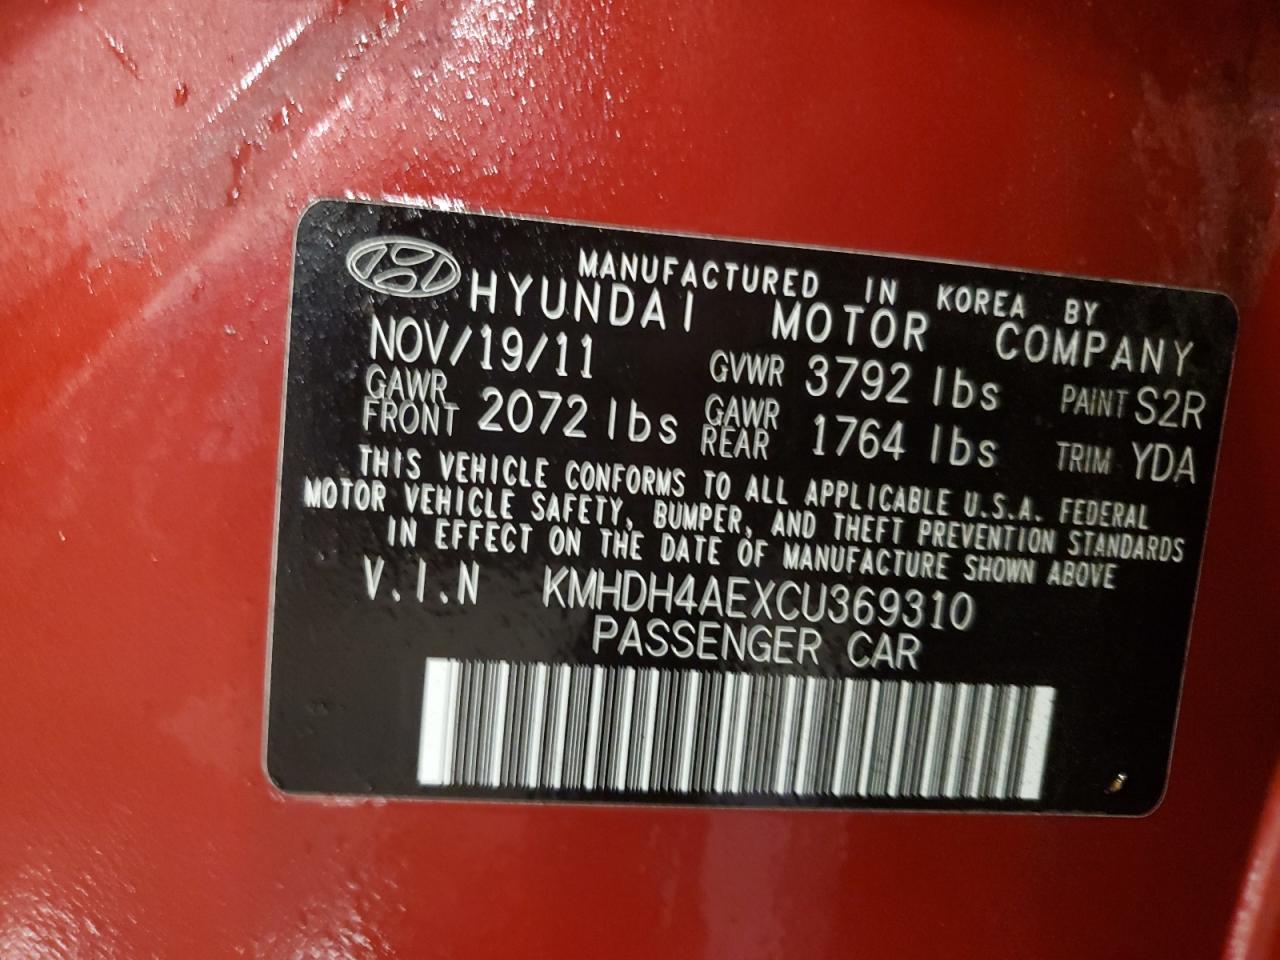 MANUFACTURED IN KOREA BY
HYUNDAI MOTOR COMPANY
NOV/19/11 GVWR 3792 lbs PAINT S2R
GAWR FRONT 2072 lbs GAWR REAR 1764 lbs TRIM YDA
THIS VEHICLE CONFORMS TO ALL APPLICABLE U.S.A. FEDERAL
MOTOR VEHICLE SAFETY, BUMPER, AND THEFT PREVENTION STANDARDS
IN EFFECT ON THE DATE OF MANUFACTURE SHOWN ABOVE
V.I.N KMHDH4AEXCU369310
PASSENGER CAR